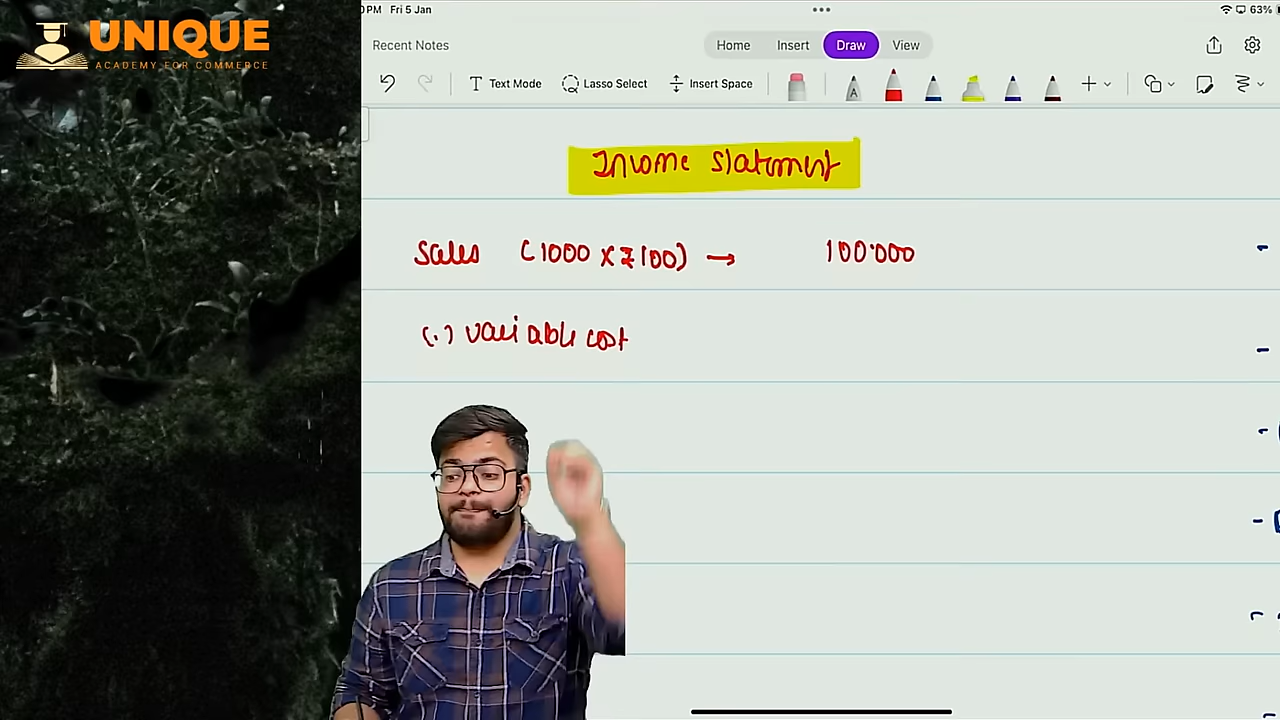 UNIQUE
ACADEMY FOR COMMERCE
PM Fri 5 Jan
63%
Recent Notes
Home Insert Draw View
Text Mode Lasso Select Insert Space
A
Income Statement
Sales (1000 x ₹100) → 100'000
(-) variable cost